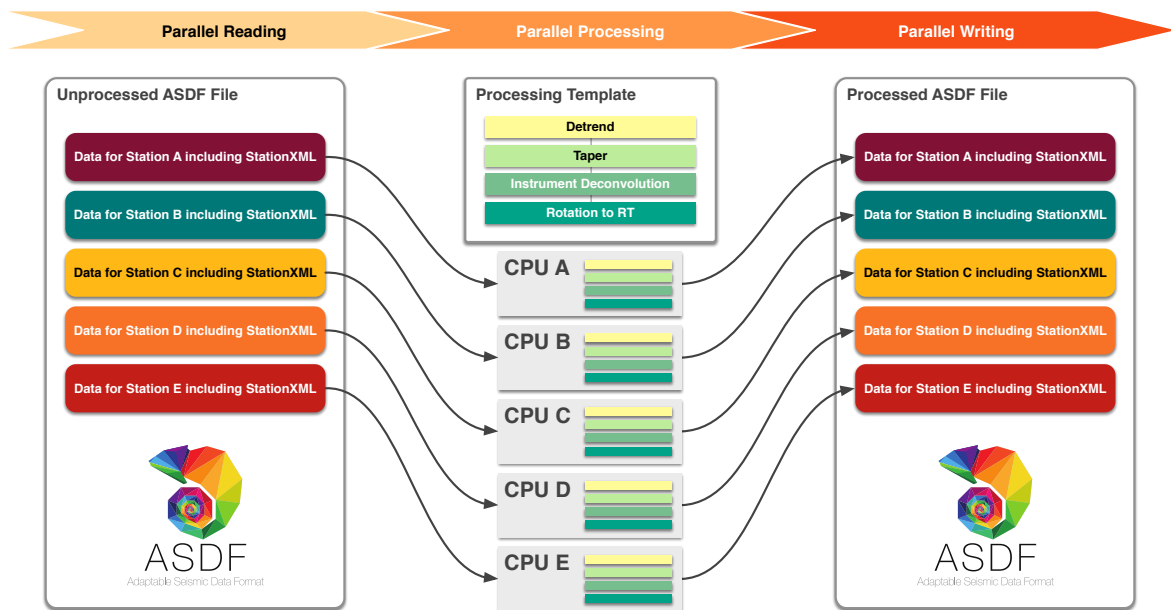 Parallel Reading
Parallel Processing
Parallel Writing
Unprocessed ASDF File
Data for Station A including StationXML
Data for Station B including StationXML
Data for Station C including StationXML
Data for Station D including StationXML
Data for Station E including StationXML
ASDF
Adaptable Seismic Data Format
Processing Template
Detrend
Taper
Instrument Deconvolution
Rotation to RT
CPU A
CPU B
CPU C
CPU D
CPU E
Processed ASDF File
Data for Station A including StationXML
Data for Station B including StationXML
Data for Station C including StationXML
Data for Station D including StationXML
Data for Station E including StationXML
ASDF
Adaptable Seismic Data Format